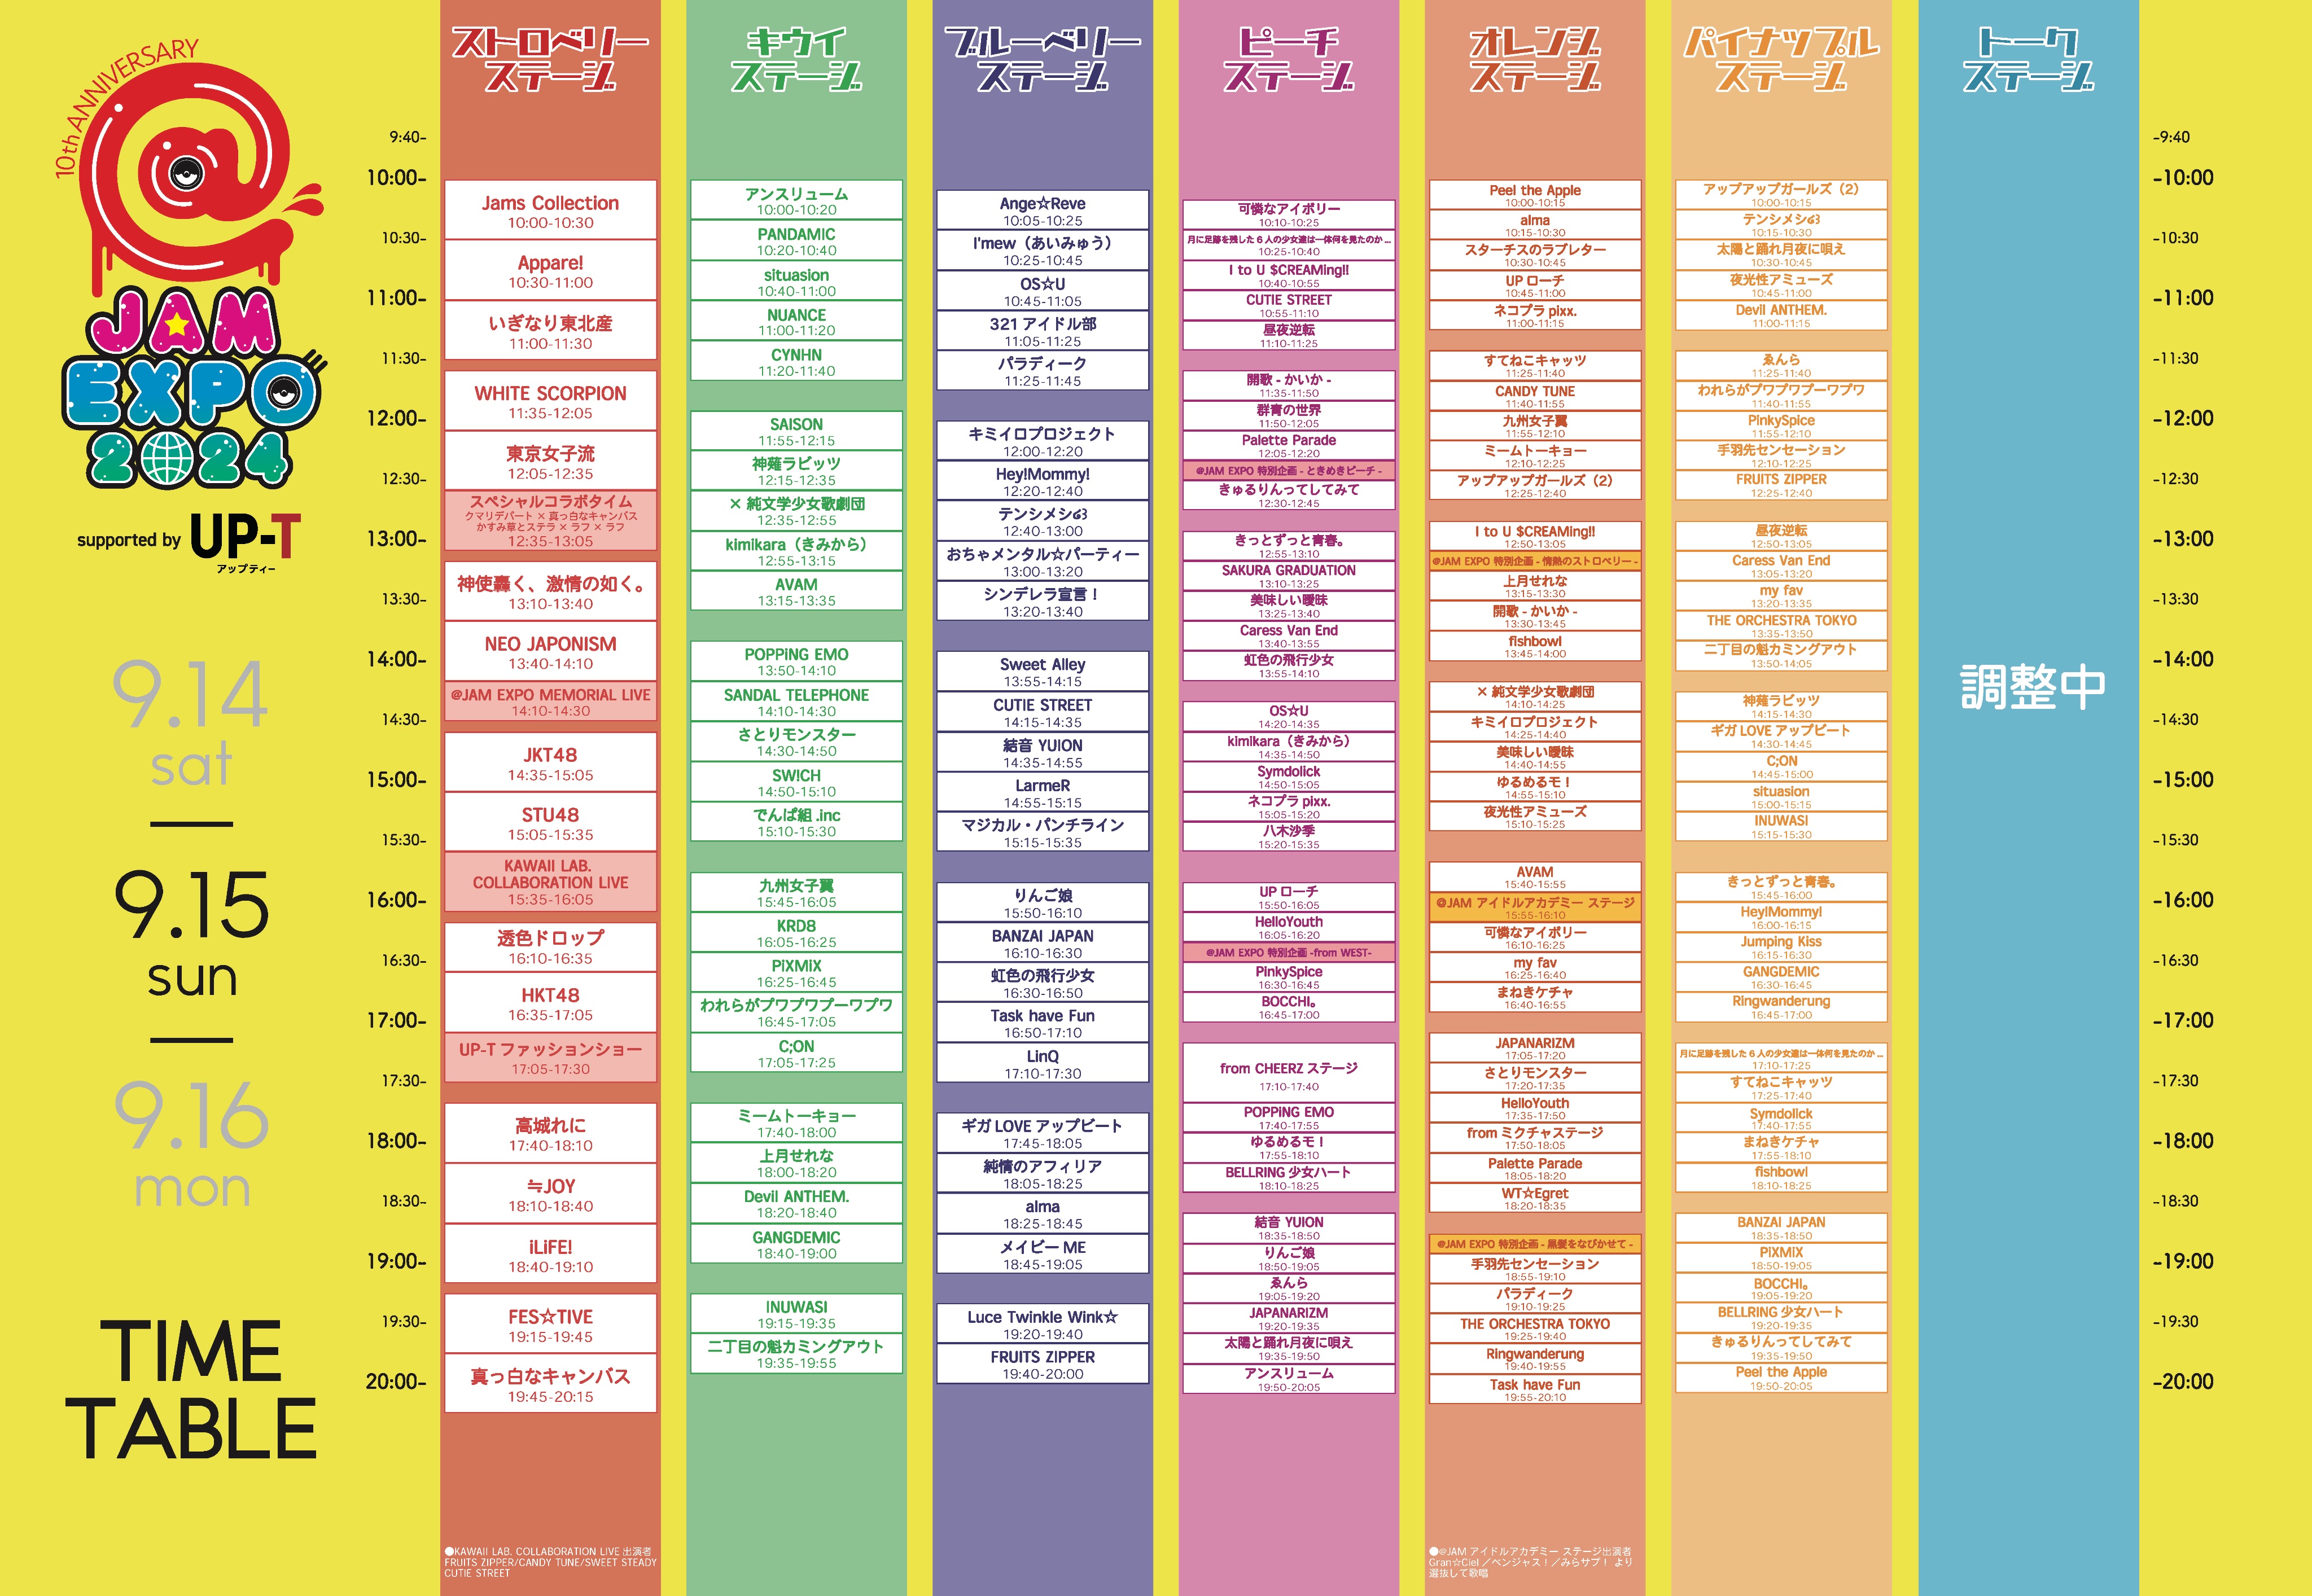 10th ANNIVERSARY
@
JAM
EXPO
2024
supported by UP-T
アップティー
9.14
sat
9.15
sun
9.16
mon
TIME
TABLE
9:40-
10:00-
10:30-
11:00-
11:30-
12:00-
12:30-
13:00-
13:30-
14:00-
14:30-
15:00-
15:30-
16:00-
16:30-
17:00-
17:30-
18:00-
18:30-
19:00-
19:30-
20:00-
ストロベリー
ステージ
Jams Collection
10:00-10:30
Appare!
10:30-11:00
いぎなり東北産
11:00-11:30
WHITE SCORPION
11:35-12:05
東京女子流
12:05-12:35
スペシャルコラボタイム
クマリデパート × 真っ白なキャンバス
かすみ草とステラ × ラフ × ラフ
12:35-13:05
神使轟く、激情の如く。
13:10-13:40
NEO JAPONISM
13:40-14:10
@JAM EXPO MEMORIAL LIVE
14:10-14:30
JKT48
14:35-15:05
STU48
15:05-15:35
KAWAII LAB.
COLLABORATION LIVE
15:35-16:05
透色ドロップ
16:10-16:35
HKT48
16:35-17:05
UP-T ファッションショー
17:05-17:30
高城れに
17:40-18:10
≒JOY
18:10-18:40
iLiFE!
18:40-19:10
FES☆TIVE
19:15-19:45
真っ白なキャンバス
19:45-20:15
●KAWAII LAB. COLLABORATION LIVE 出演者
FRUITS ZIPPER/CANDY TUNE/SWEET STEADY
CUTIE STREET
キウイ
ステージ
アンスリューム
10:00-10:20
PANDAMIC
10:20-10:40
situasion
10:40-11:00
NUANCE
11:00-11:20
CYNHN
11:20-11:40
SAISON
11:55-12:15
神薙ラビッツ
12:15-12:35
× 純文学少女歌劇団
12:35-12:55
kimikara（きみから）
12:55-13:15
AVAM
13:15-13:35
POPPiNG EMO
13:50-14:10
SANDAL TELEPHONE
14:10-14:30
さとりモンスター
14:30-14:50
SW!CH
14:50-15:10
でんぱ組 .inc
15:10-15:30
九州女子翼
15:45-16:05
KRD8
16:05-16:25
PiXMiX
16:25-16:45
われらがプワプワプーワプワ
16:45-17:05
C;ON
17:05-17:25
ミームトーキョー
17:40-18:00
上月せれな
18:00-18:20
Devil ANTHEM.
18:20-18:40
GANGDEMIC
18:40-19:00
INUWASI
19:15-19:35
二丁目の魁カミングアウト
19:35-19:55
ブルーベリー
ステージ
Ange☆Reve
10:05-10:25
I'mew（あいみゅう）
10:25-10:45
OS☆U
10:45-11:05
321 アイドル部
11:05-11:25
パラディーク
11:25-11:45
キミイロプロジェクト
12:00-12:20
Hey!Mommy!
12:20-12:40
テンシメシ໒꒱
12:40-13:00
おちゃメンタル☆パーティー
13:00-13:20
シンデレラ宣言！
13:20-13:40
Sweet Alley
13:55-14:15
CUTIE STREET
14:15-14:35
結音 YUION
14:35-14:55
LarmeR
14:55-15:15
マジカル・パンチライン
15:15-15:35
りんご娘
15:50-16:10
BANZAI JAPAN
16:10-16:30
虹色の飛行少女
16:30-16:50
Task have Fun
16:50-17:10
LinQ
17:10-17:30
ギガ LOVE アップビート
17:45-18:05
純情のアフィリア
18:05-18:25
alma
18:25-18:45
メイビー ME
18:45-19:05
Luce Twinkle Wink☆
19:20-19:40
FRUITS ZIPPER
19:40-20:00
ピーチ
ステージ
可憐なアイボリー
10:10-10:25
月に足跡を残した 6 人の少女達は一体何を見たのか ...
10:25-10:40
I to U $CREAMing!!
10:40-10:55
CUTIE STREET
10:55-11:10
昼夜逆転
11:10-11:25
開歌 - かいか -
11:35-11:50
群青の世界
11:50-12:05
Palette Parade
12:05-12:20
@JAM EXPO 特別企画 - ときめきピーチ -
きゅるりんってしてみて
12:30-12:45
きっとずっと青春。
12:55-13:10
SAKURA GRADUATION
13:10-13:25
美味しい曖昧
13:25-13:40
Caress Van End
13:40-13:55
虹色の飛行少女
13:55-14:10
OS☆U
14:20-14:35
kimikara（きみから）
14:35-14:50
Symdolick
14:50-15:05
ネコプラ pixx.
15:05-15:20
八木沙季
15:20-15:35
UP ローチ
15:50-16:05
HelloYouth
16:05-16:20
@JAM EXPO 特別企画 -from WEST-
PinkySpice
16:30-16:45
BOCCHI。
16:45-17:00
from CHEERZ ステージ
17:10-17:40
POPPiNG EMO
17:40-17:55
ゆるめるモ！
17:55-18:10
BELLRING 少女ハート
18:10-18:25
結音 YUION
18:35-18:50
りんご娘
18:50-19:05
ゑんら
19:05-19:20
JAPANARIZM
19:20-19:35
太陽と踊れ月夜に唄え
19:35-19:50
アンスリューム
19:50-20:05
オレンジ
ステージ
Peel the Apple
10:00-10:15
alma
10:15-10:30
スターチスのラブレター
10:30-10:45
UP ローチ
10:45-11:00
ネコプラ pixx.
11:00-11:15
すてねこキャッツ
11:25-11:40
CANDY TUNE
11:40-11:55
九州女子翼
11:55-12:10
ミームトーキョー
12:10-12:25
アップアップガールズ（2）
12:25-12:40
I to U $CREAMing!!
12:50-13:05
@JAM EXPO 特別企画 - 情熱のストロベリー -
上月せれな
13:15-13:30
開歌 - かいか -
13:30-13:45
fishbowl
13:45-14:00
× 純文学少女歌劇団
14:10-14:25
キミイロプロジェクト
14:25-14:40
美味しい曖昧
14:40-14:55
ゆるめるモ！
14:55-15:10
夜光性アミューズ
15:10-15:25
AVAM
15:40-15:55
@JAM アイドルアカデミー ステージ
15:55-16:10
可憐なアイボリー
16:10-16:25
my fav
16:25-16:40
まねきケチャ
16:40-16:55
JAPANARIZM
17:05-17:20
さとりモンスター
17:20-17:35
HelloYouth
17:35-17:50
from ミクチャステージ
17:50-18:05
Palette Parade
18:05-18:20
WT☆Egret
18:20-18:35
@JAM EXPO 特別企画 - 黒髪をなびかせて -
手羽先センセーション
18:55-19:10
パラディーク
19:10-19:25
THE ORCHESTRA TOKYO
19:25-19:40
Ringwanderung
19:40-19:55
Task have Fun
19:55-20:10
●@JAM アイドルアカデミー ステージ出演者
Gran☆Ciel ／ペンジャス！／みらサブ！ より
選抜して歌唱
パイナップル
ステージ
アップアップガールズ（2）
10:00-10:15
テンシメシ໒꒱
10:15-10:30
太陽と踊れ月夜に唄え
10:30-10:45
夜光性アミューズ
10:45-11:00
Devil ANTHEM.
11:00-11:15
ゑんら
11:25-11:40
われらがプワプワプーワプワ
11:40-11:55
PinkySpice
11:55-12:10
手羽先センセーション
12:10-12:25
FRUITS ZIPPER
12:25-12:40
昼夜逆転
12:50-13:05
Caress Van End
13:05-13:20
my fav
13:20-13:35
THE ORCHESTRA TOKYO
13:35-13:50
二丁目の魁カミングアウト
13:50-14:05
神薙ラビッツ
14:15-14:30
ギガ LOVE アップビート
14:30-14:45
C;ON
14:45-15:00
situasion
15:00-15:15
INUWASI
15:15-15:30
きっとずっと青春。
15:45-16:00
Hey!Mommy!
16:00-16:15
Jumping Kiss
16:15-16:30
GANGDEMIC
16:30-16:45
Ringwanderung
16:45-17:00
月に足跡を残した 6 人の少女達は一体何を見たのか ...
17:10-17:25
すてねこキャッツ
17:25-17:40
Symdolick
17:40-17:55
まねきケチャ
17:55-18:10
fishbowl
18:10-18:25
BANZAI JAPAN
18:35-18:50
PiXMiX
18:50-19:05
BOCCHI。
19:05-19:20
BELLRING 少女ハート
19:20-19:35
きゅるりんってしてみて
19:35-19:50
Peel the Apple
19:50-20:05
トーク
ステージ
調整中
-9:40
-10:00
-10:30
-11:00
-11:30
-12:00
-12:30
-13:00
-13:30
-14:00
-14:30
-15:00
-15:30
-16:00
-16:30
-17:00
-17:30
-18:00
-18:30
-19:00
-19:30
-20:00